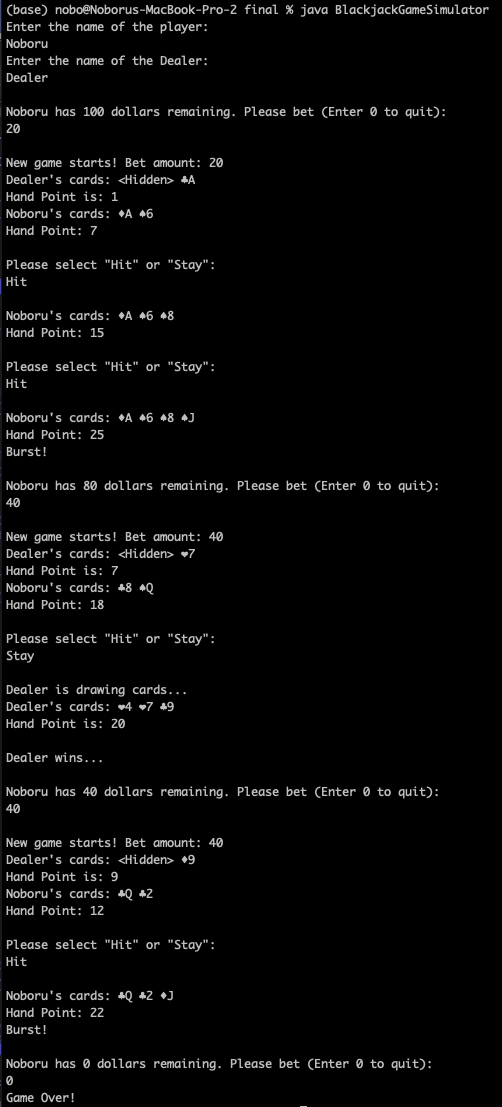 (base) nobo@Noborus-MacBook-Pro-2 final % java BlackjackGameSimulator
Enter the name of the player:
Noboru
Enter the name of the Dealer:
Dealer
Noboru has 100 dollars remaining. Please bet (Enter 0 to quit):
20
New game starts! Bet amount: 20
Dealer's cards: <Hidden> ♣A
Hand Point is: 1
Noboru's cards: ♦A ♠6
Hand Point: 7
Please select "Hit" or "Stay":
Hit
Noboru's cards: ♦A ♠6 ♠8
Hand Point: 15
Please select "Hit" or "Stay":
Hit
Noboru's cards: ♦A ♠6 ♠8 ♠J
Hand Point: 25
Burst!
Noboru has 80 dollars remaining. Please bet (Enter 0 to quit):
40
New game starts! Bet amount: 40
Dealer's cards: <Hidden> ❤7
Hand Point is: 7
Noboru's cards: ♣8 ♠Q
Hand Point: 18
Please select "Hit" or "Stay":
Stay
Dealer is drawing cards...
Dealer's cards: ❤4 ❤7 ♣9
Hand Point is: 20
Dealer wins...
Noboru has 40 dollars remaining. Please bet (Enter 0 to quit):
40
New game starts! Bet amount: 40
Dealer's cards: <Hidden> ♦9
Hand Point is: 9
Noboru's cards: ♣Q ♣2
Hand Point: 12
Please select "Hit" or "Stay":
Hit
Noboru's cards: ♣Q ♣2 ♦J
Hand Point: 22
Burst!
Noboru has 0 dollars remaining. Please bet (Enter 0 to quit):
0
Game Over!